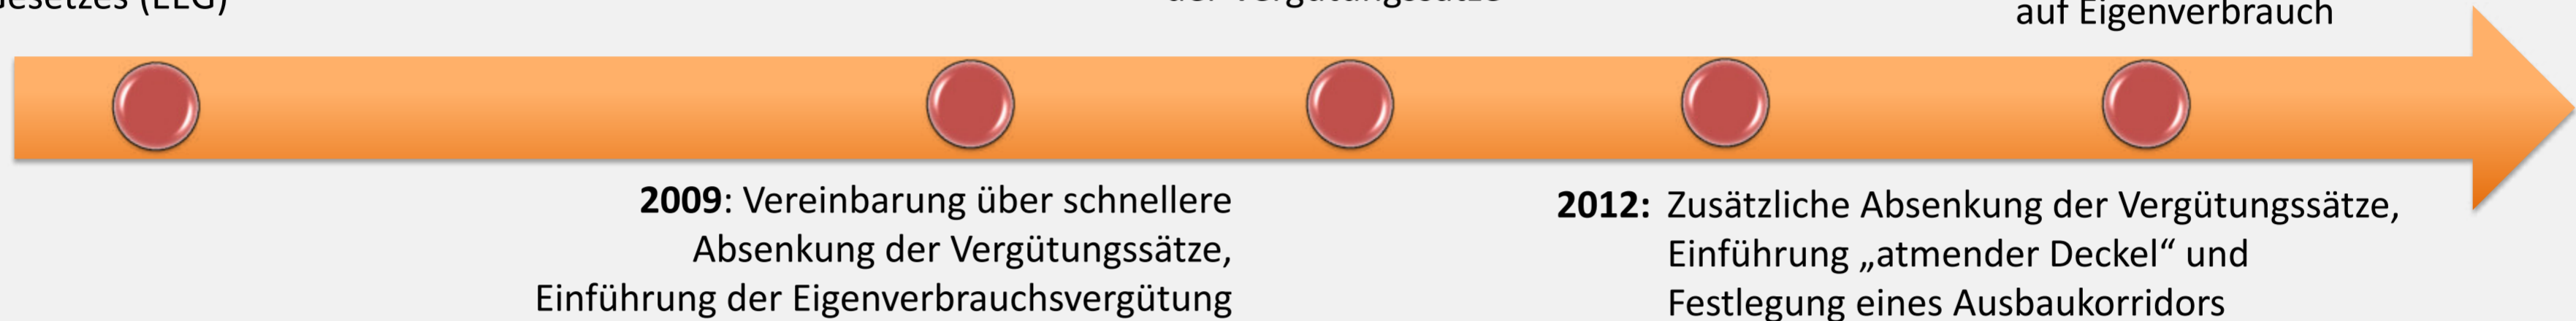 (EEG)
auf Eigenverbrauch
2009: Vereinbarung über schnellere
Absenkung der Vergütungssätze,
Einführung der Eigenverbrauchsvergütung
2012: Zusätzliche Absenkung der Vergütungssätze,
Einführung „atmender Deckel“ und
Festlegung eines Ausbaukorridors